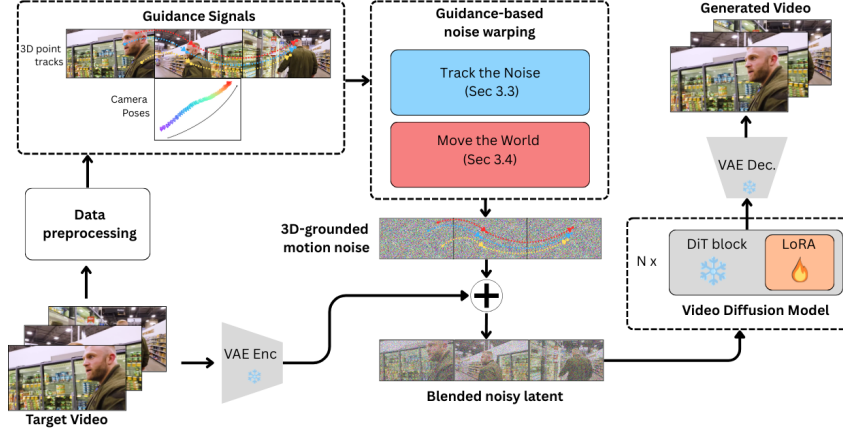 Guidance Signals
3D point
tracks
Camera
Poses
Guidance-based
noise warping
Track the Noise
(Sec 3.3)
Move the World
(Sec 3.4)
Generated Video
VAE Dec.
Data
preprocessing
3D-grounded
motion noise
N x
DiT block
LoRA
Video Diffusion Model
VAE Enc
Blended noisy latent
Target Video